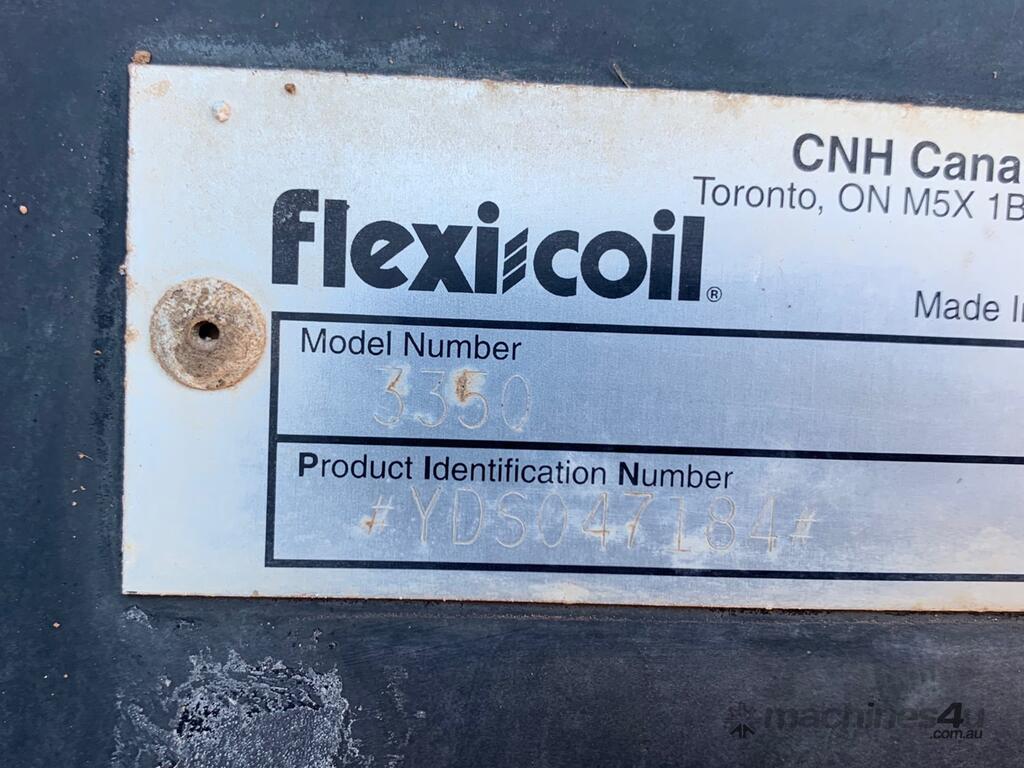 CNH Cana
Toronto, ON M5X 1B
flexi-coil®
Made I
Model Number
3350
Product Identification Number
#YDS047184#
machines4u
.com.au